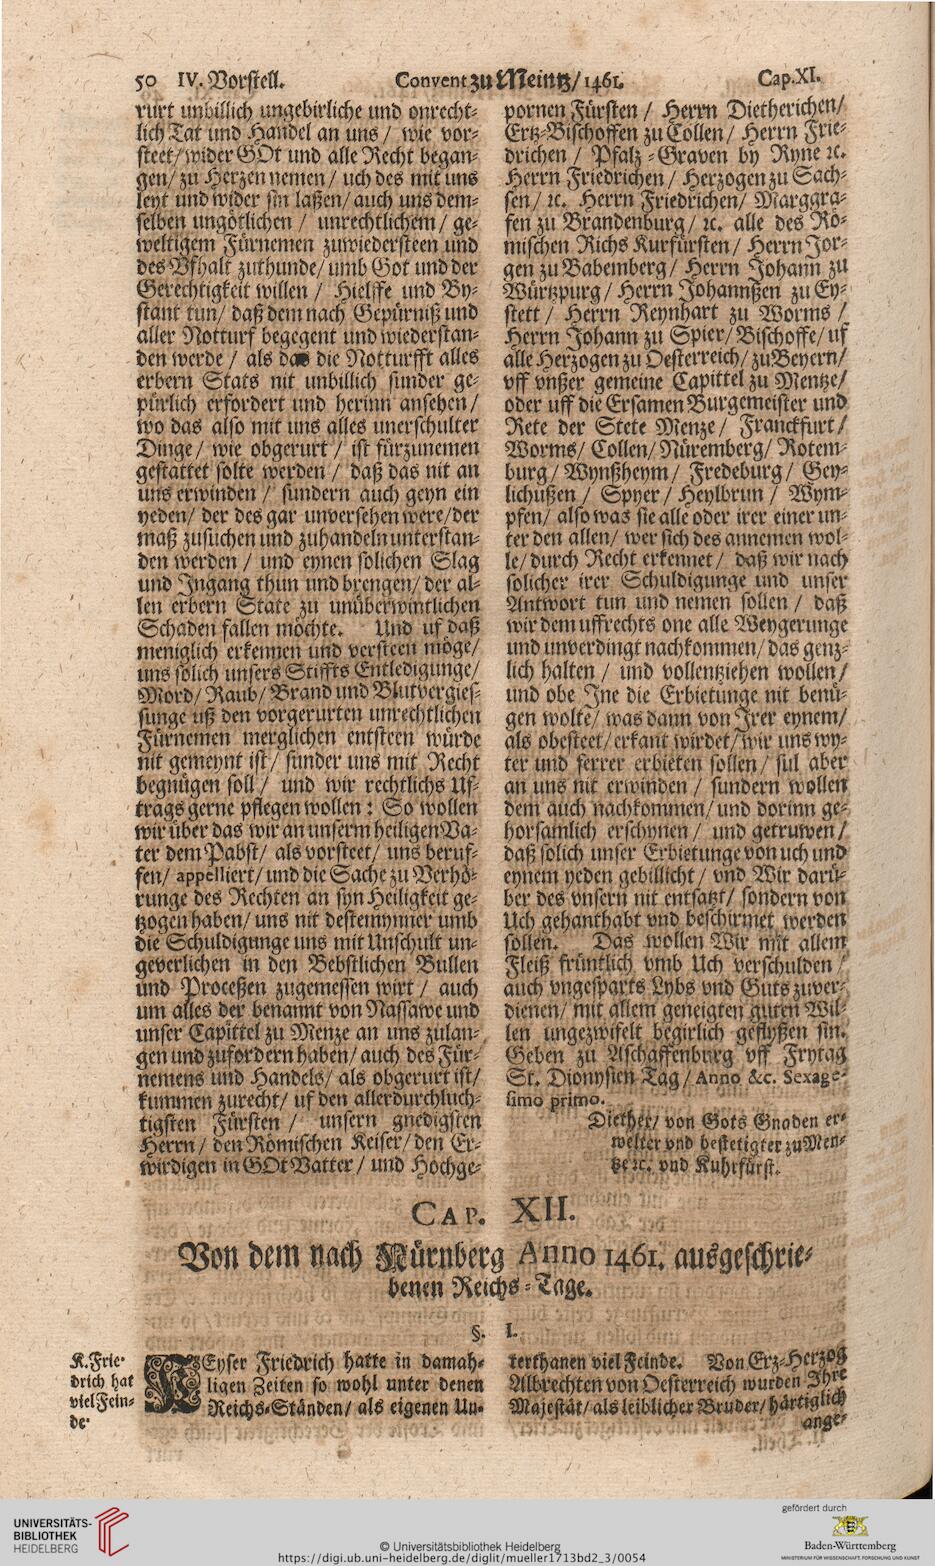 50 IV. Vorstell. Convent zu Meintz/ 1461. Cap. XI.
rurt unbillich ungebirliche und onrecht-
lich Tat und Handel an uns / wie vor-
steet/ wider GOt und alle Recht began-
gen/ zu Herzen nemen/ uch des mit uns
leyt und wider sin laßen/ auch uns dem-
selben ungötlichen / unrechtlichem / ge-
weltigem Fürnemen zuwiedersteen und
des Vfhalt zuthunde/ umb Got und der
Gerechtigkeit willen / Hielffe und By-
stant tun/ daß dem nach Gepürniß und
aller Notturf begegent und wiederstan-
den werde / als das die Notturfft alles
erbern Stats nit unbillich sunder ge-
pürlich erfordert und herinn ansehen/
wo das also mit uns alles unerschulter
Dinge/ wie obgerurt / ist fürzunemen
gestattet solte werden / daß das nit an
uns erwinden / sundern auch geyn ein
yeden/ der des gar unversehen were/ der
maß zusuchen und zuhandeln unterstan-
den werden / und eynen solichen Slag
und Ingang thun und brengen/ der al-
len erbern State zu unüberwintlichen
Schaden fallen möchte. Und uf daß
meniglich erkennen und versteen möge/
uns solich unsers Stiffts Entledigunge/
Mord/ Raub/ Brand und Blutvergies-
sunge uß den vorgerurten unrechtlichen
Fürnemen merglichen entsteen würde
nit gemeynt ist/ sunder uns mit Recht
begnügen soll / und wir rechtlichs Uf-
trags gerne pflegen wollen : So wollen
wir über das wir an unserm heiligen Va-
ter dem Pabst/ als vorsteet/ uns beruf-
fen/ appelliert/ und die Sache zu Verhö-
runge des Rechten an syn Heiligkeit ge-
tzogen haben/ uns nit destemynner umb
die Schuldigunge uns mit Unschult un-
geverlichen in den Bebstlichen Bullen
und Proceßen zugemessen wirt / auch
um alles der benannt von Nassawe und
unser Capittel zu Menze an uns zulan-
gen und zufordern haben/ auch des Für-
nemens und Handels/ als obgerurt ist/
kummen zurecht/ uf den allerdurchluch-
tigsten Fürsten / unsern gnedigsten
Herrn/ den Römischen Keiser/ den Er-
wirdigen in GOt Vatter / und Hochge-
pornen Fürsten / Herrn Dietherichen/
Ertz-Bischoffen zu Collen/ Herrn Frie-
drichen / Pfalz-Graven by Ryne ꝛc.
Herrn Friedrichen/ Herzogen zu Sach-
sen/ ꝛc. Herrn Friedrichen/ Marggra-
fen zu Brandenburg/ ꝛc. alle des Rö-
mischen Richs Kurfürsten/ Herrn Jor-
gen zu Babemberg/ Herrn Johann zu
Würtzpurg/ Herrn Johannßen zu Ey-
stett / Herrn Reynhart zu Worms /
Herrn Johann zu Spier/ Bischoffe/ uf
alle Herzogen zu Oesterreich/ zu Beyern/
vff vnßer gemeine Capittel zu Mentze/
oder uff die Ersamen Burgemeister und
Rete der Stete Menze / Franckfurt/
Worms/ Collen/ Nüremberg/ Rotem-
burg/ Wynßheym/ Fredeburg/ Gey-
lichußen / Spyer / Heylbrun / Wym-
pfen/ also was sie alle oder irer einer un-
ter den allen/ wer sich des annemen wol-
le/ durch Recht erkennet / daß wir nach
solicher irer Schuldigunge und unser
Antwort tun und nemen sollen / daß
wir dem uffrechts one alle Weygerunge
und unverdingt nachkommen/ das genz-
lich halten / und vollentziehen wollen/
und obe Ine die Erbietunge nit benü-
gen wolte/ was dann von Irer eynem/
als obesteet/ erkant wirdet/ wir uns wy-
ter und ferrer erbieten sollen/ sul aber
an uns nit erwinden / sundern wollen
dem auch nachkommen/ und dorinn ge-
horsamlich erschynen / und getruwen/
daß solich unser Erbietunge von uch und
eynem yeden gebillicht/ vnd Wir darü-
ber des vnsern nit entsatzt/ sondern von
Uch gehanthabt vnd beschirmet werden
sollen. Das wollen Wir mit allem
Fleiß früntlich vmb Uch verschulden /
auch vngesparts Lybs vnd Guts zuver-
dienen/ mit allem geneigten guten Wil-
len ungezwifelt begirlich geflyßen sin.
Geben zu Aschaffenburg vff Frytag
St. Dionysien Tag/ Anno &c. Sexage-
simo primo.
Diether/ von Gots Gnoden er-
welter vnd bestetigter zu Men-
tze ꝛc. vnd Kuhrfürst.
CAP. XII.
Von dem nach Nürnberg Anno 1461. ausgeschrie-
benen Reichs-Tage.
§. I.
K. Frie-
drich hat
viel Fein-
de.
KEyser Friedrich hatte in damah-
ligen Zeiten so wohl unter denen
Reichs-Ständen/ als eigenen Un-
terthanen viel Feinde. Von Erz-Herzog
Albrechten von Oesterreich wurden Ihre
Majestät/ als leiblicher Bruder/ härtiglich
ange-
UNIVERSITÄTS-
BIBLIOTHEK
HEIDELBERG
© Universitätsbibliothek Heidelberg
https://digi.ub.uni-heidelberg.de/diglit/mueller1713bd2_3/0054
gefördert durch
Baden-Württemberg
MINISTERIUM FÜR WISSENSCHAFT, FORSCHUNG UND KUNST